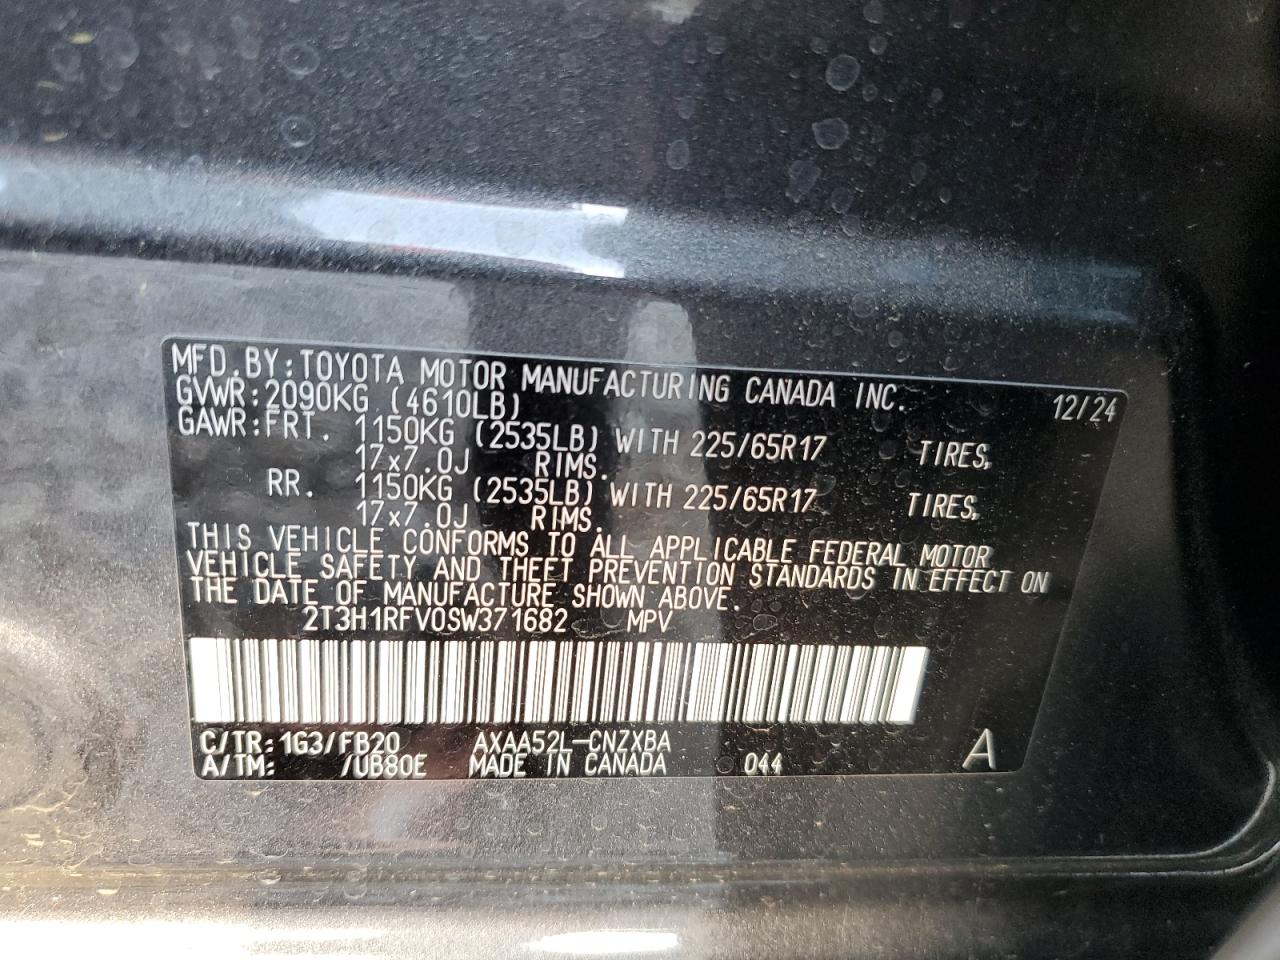 MFD. BY: TOYOTA MOTOR MANUFACTURING CANADA INC. 12/24
GVWR: 2090KG (4610LB)
GAWR: FRT. 1150KG (2535LB) WITH 225/65R17 TIRES,
17x7.0J RIMS.
RR. 1150KG (2535LB) WITH 225/65R17 TIRES,
17x7.0J RIMS.
THIS VEHICLE CONFORMS TO ALL APPLICABLE FEDERAL MOTOR
VEHICLE SAFETY AND THEFT PREVENTION STANDARDS IN EFFECT ON
THE DATE OF MANUFACTURE SHOWN ABOVE.
2T3H1RFV0SW371682 MPV
C/TR: 1G3/FB20 AXAA52L-CNZXBA
A/TM: /UB80E MADE IN CANADA 044 A